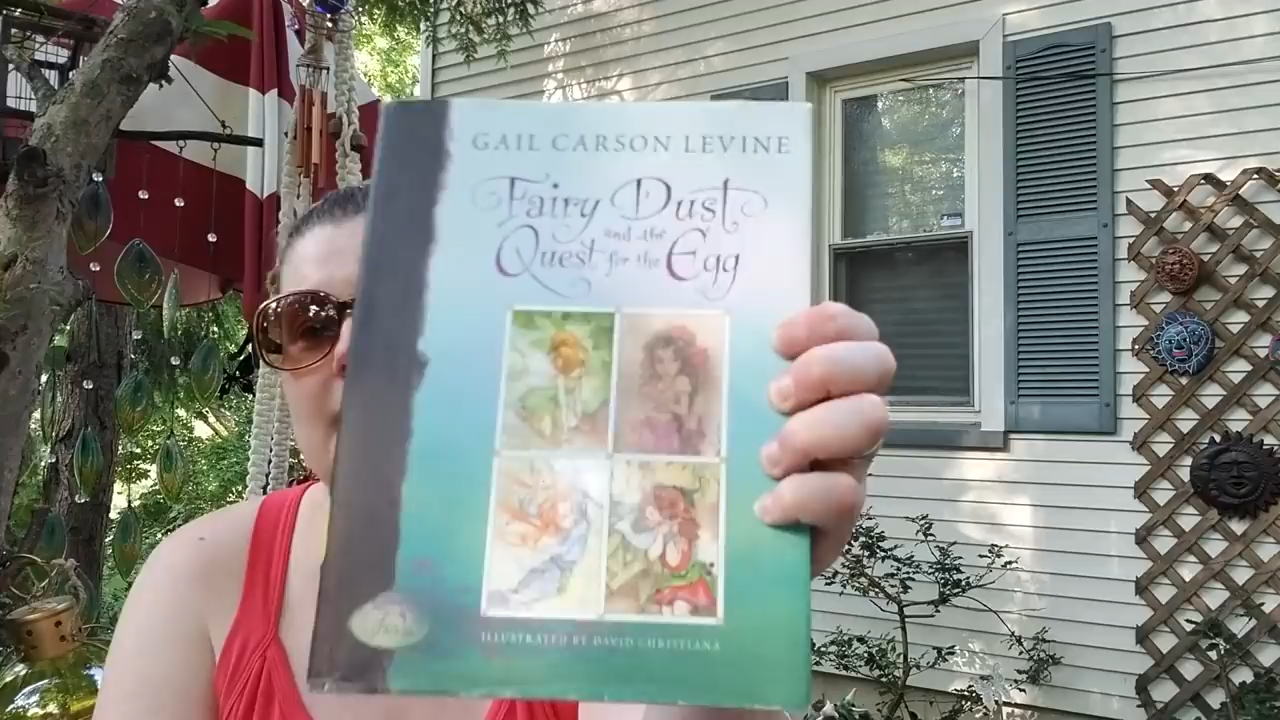 GAIL CARSON LEVINE
Fairy Dust
and the
Quest for the Egg
ILLUSTRATED BY DAVID CHRISTIANA